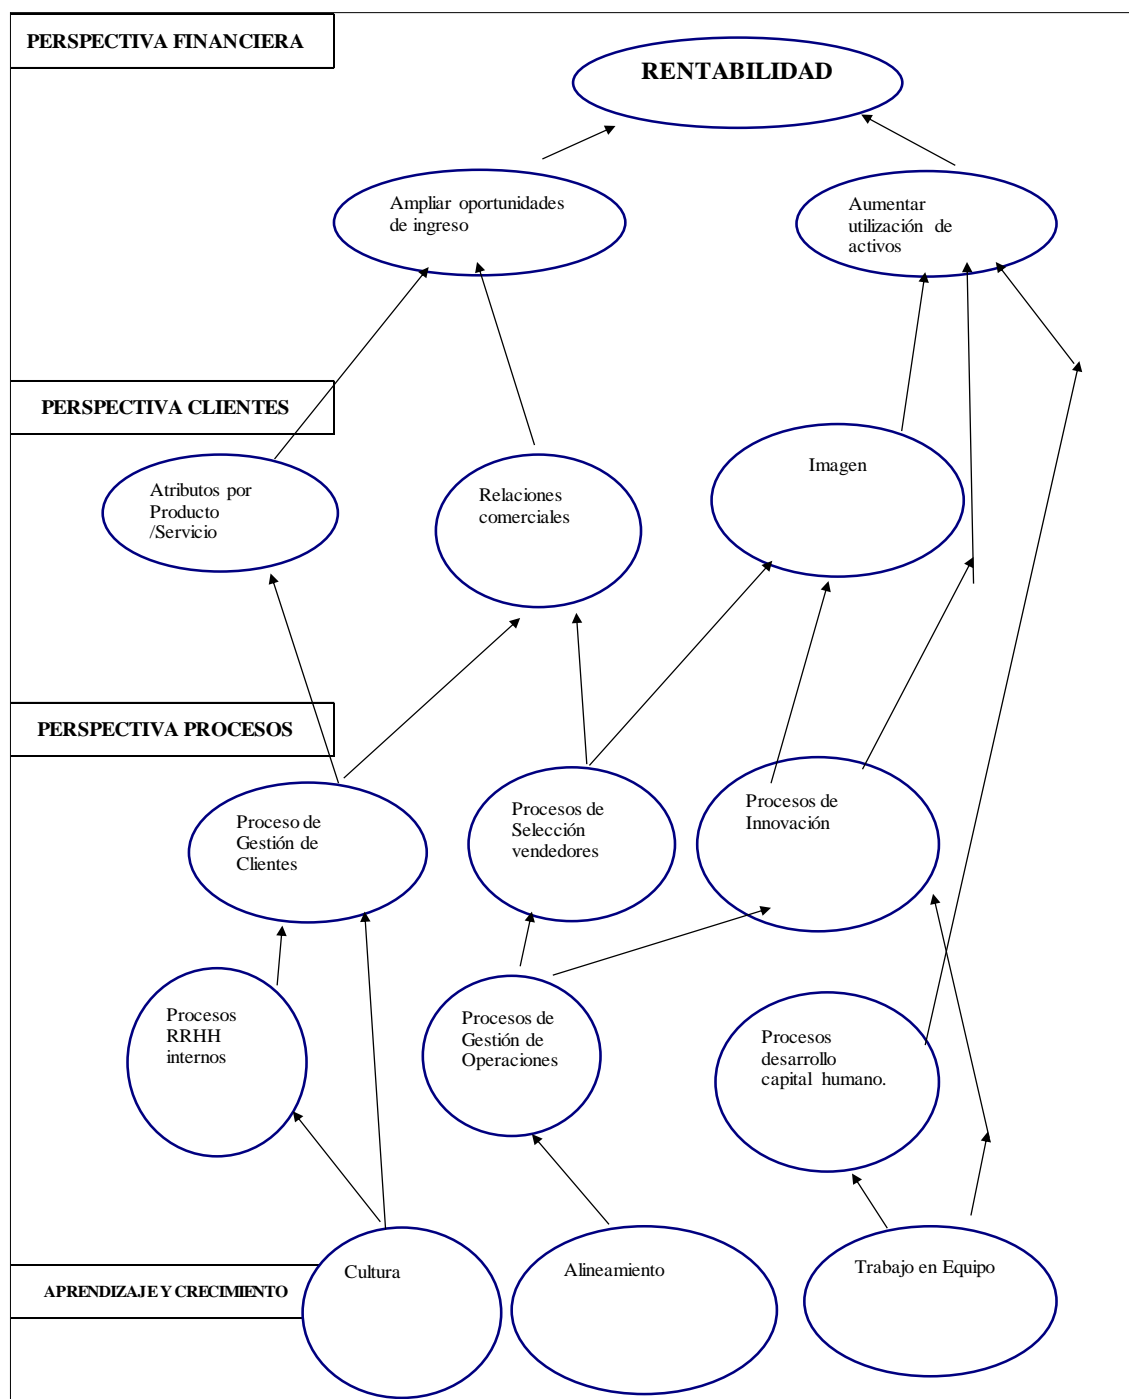 PERSPECTIVA FINANCIERA
RENTABILIDAD
Ampliar oportunidades
de ingreso
Aumentar
utilización de
activos
PERSPECTIVA CLIENTES
Atributos por
Producto
/Servicio
Relaciones
comerciales
Imagen
PERSPECTIVA PROCESOS
Proceso de
Gestión de
Clientes
Procesos de
Selección
vendedores
Procesos de
Innovación
Procesos
RRHH
internos
Procesos de
Gestión de
Operaciones
Procesos
desarrollo
capital humano.
APRENDIZAJE Y CRECIMIENTO
Cultura
Alineamiento
Trabajo en Equipo